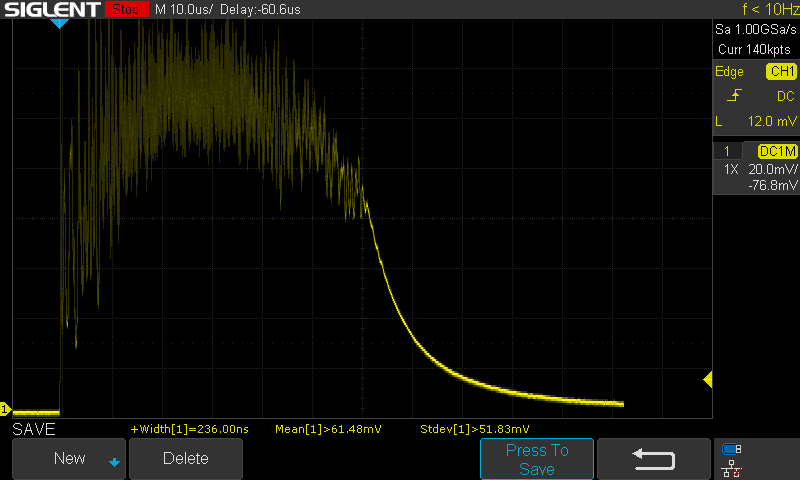 SIGLENT Stop M 10.0us/ Delay:-60.6us f < 10Hz
Sa 1.00GSa/s
Curr 140kpts
Edge CH1
DC
L 12.0 mV
1 DC1M
1X 20.0mV/
-76.8mV
1
SAVE +Width[1]=236.00ns Mean[1]>61.48mV Stdev[1]>51.83mV
New Delete Press To Save